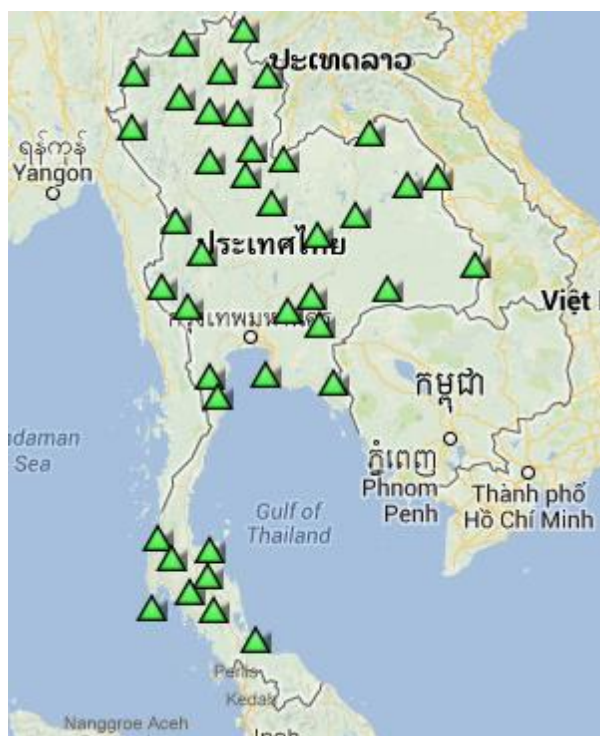 ປະເທດລາວ
ရန်ကုန်
Yangon
ประเทศไทย
Việt
กรุงเทพมหานคร
កម្ពុជា
ndaman
Sea
ភ្នំពេញ
Phnom
Penh
Thành phố
Hồ Chí Minh
Gulf of
Thailand
Perlis
Kedah
Nanggroe Aceh
Ipoh